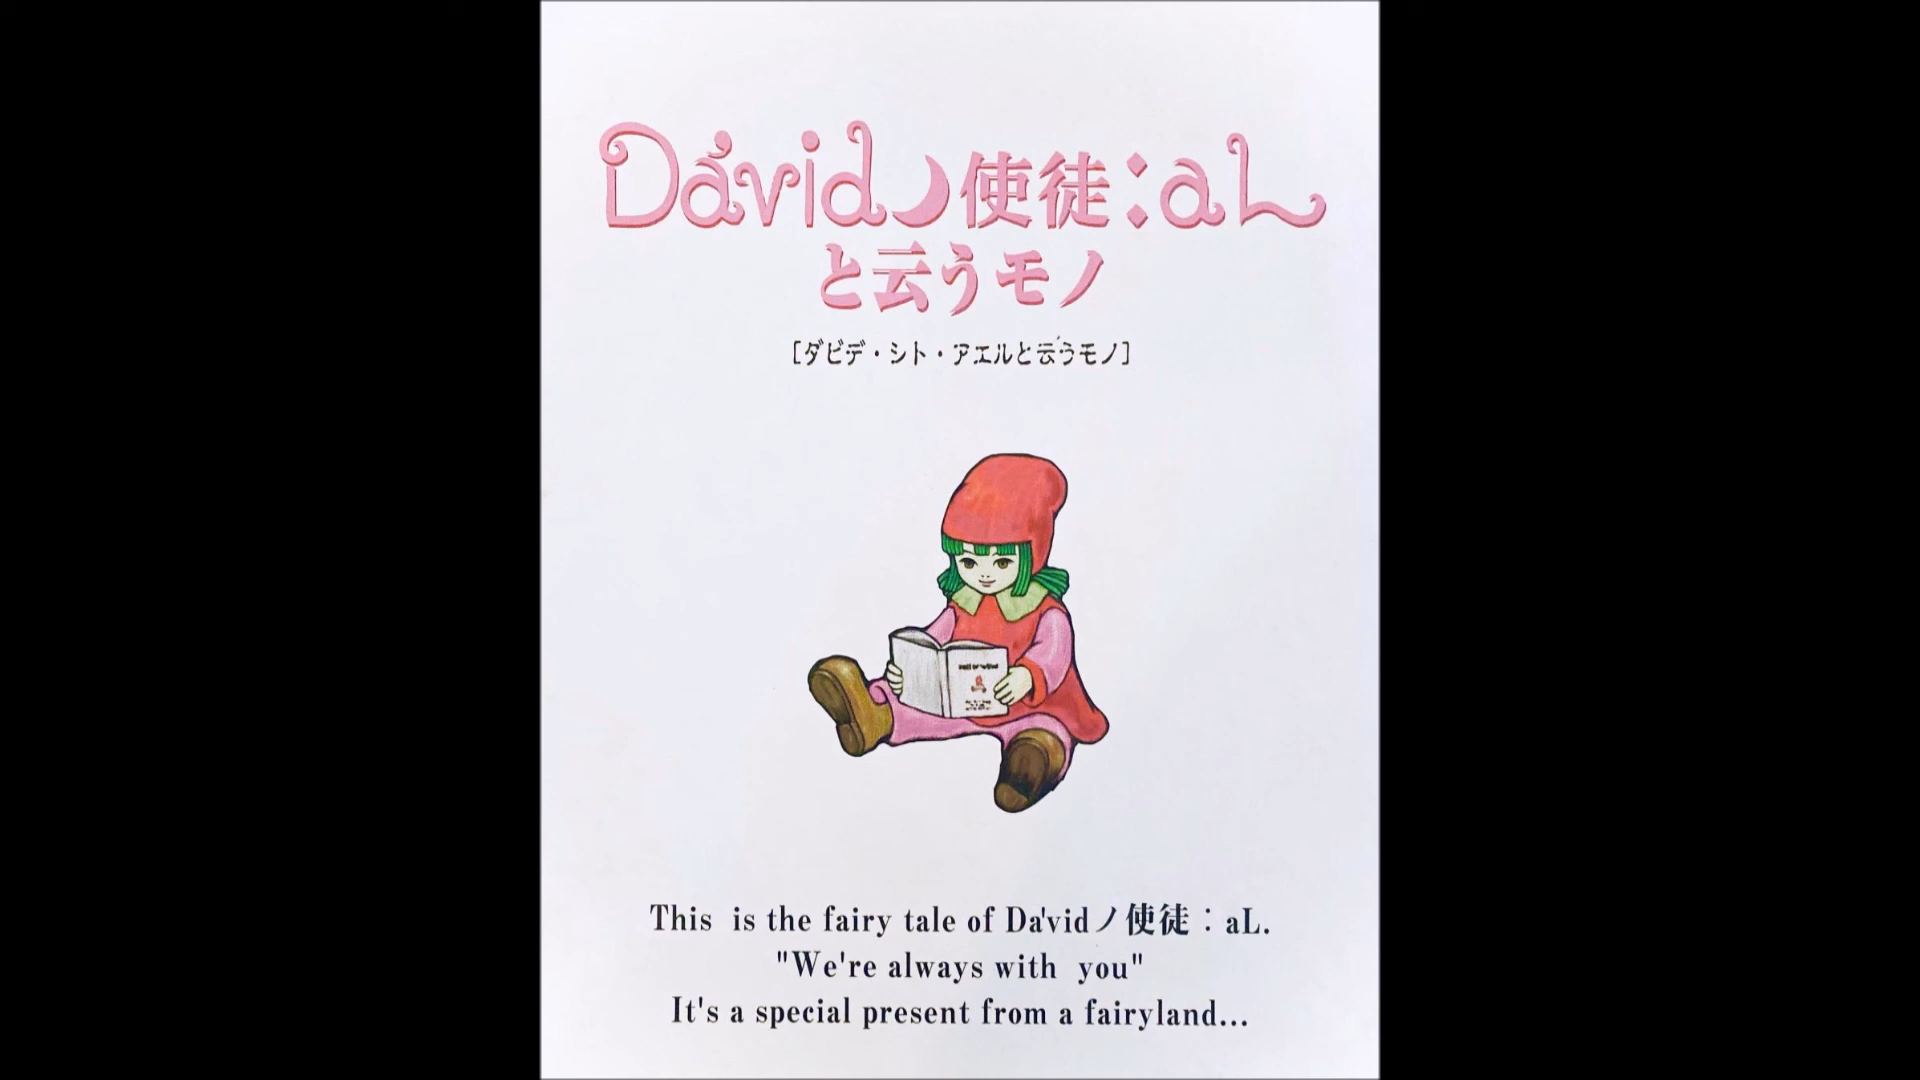 Da'vidノ使徒:aL
と云うモノ
[ダビデ・シト・アエルと云うモノ]
This is the fairy tale of Da'vidノ使徒:aL.
"We're always with you"
It's a special present from a fairyland...